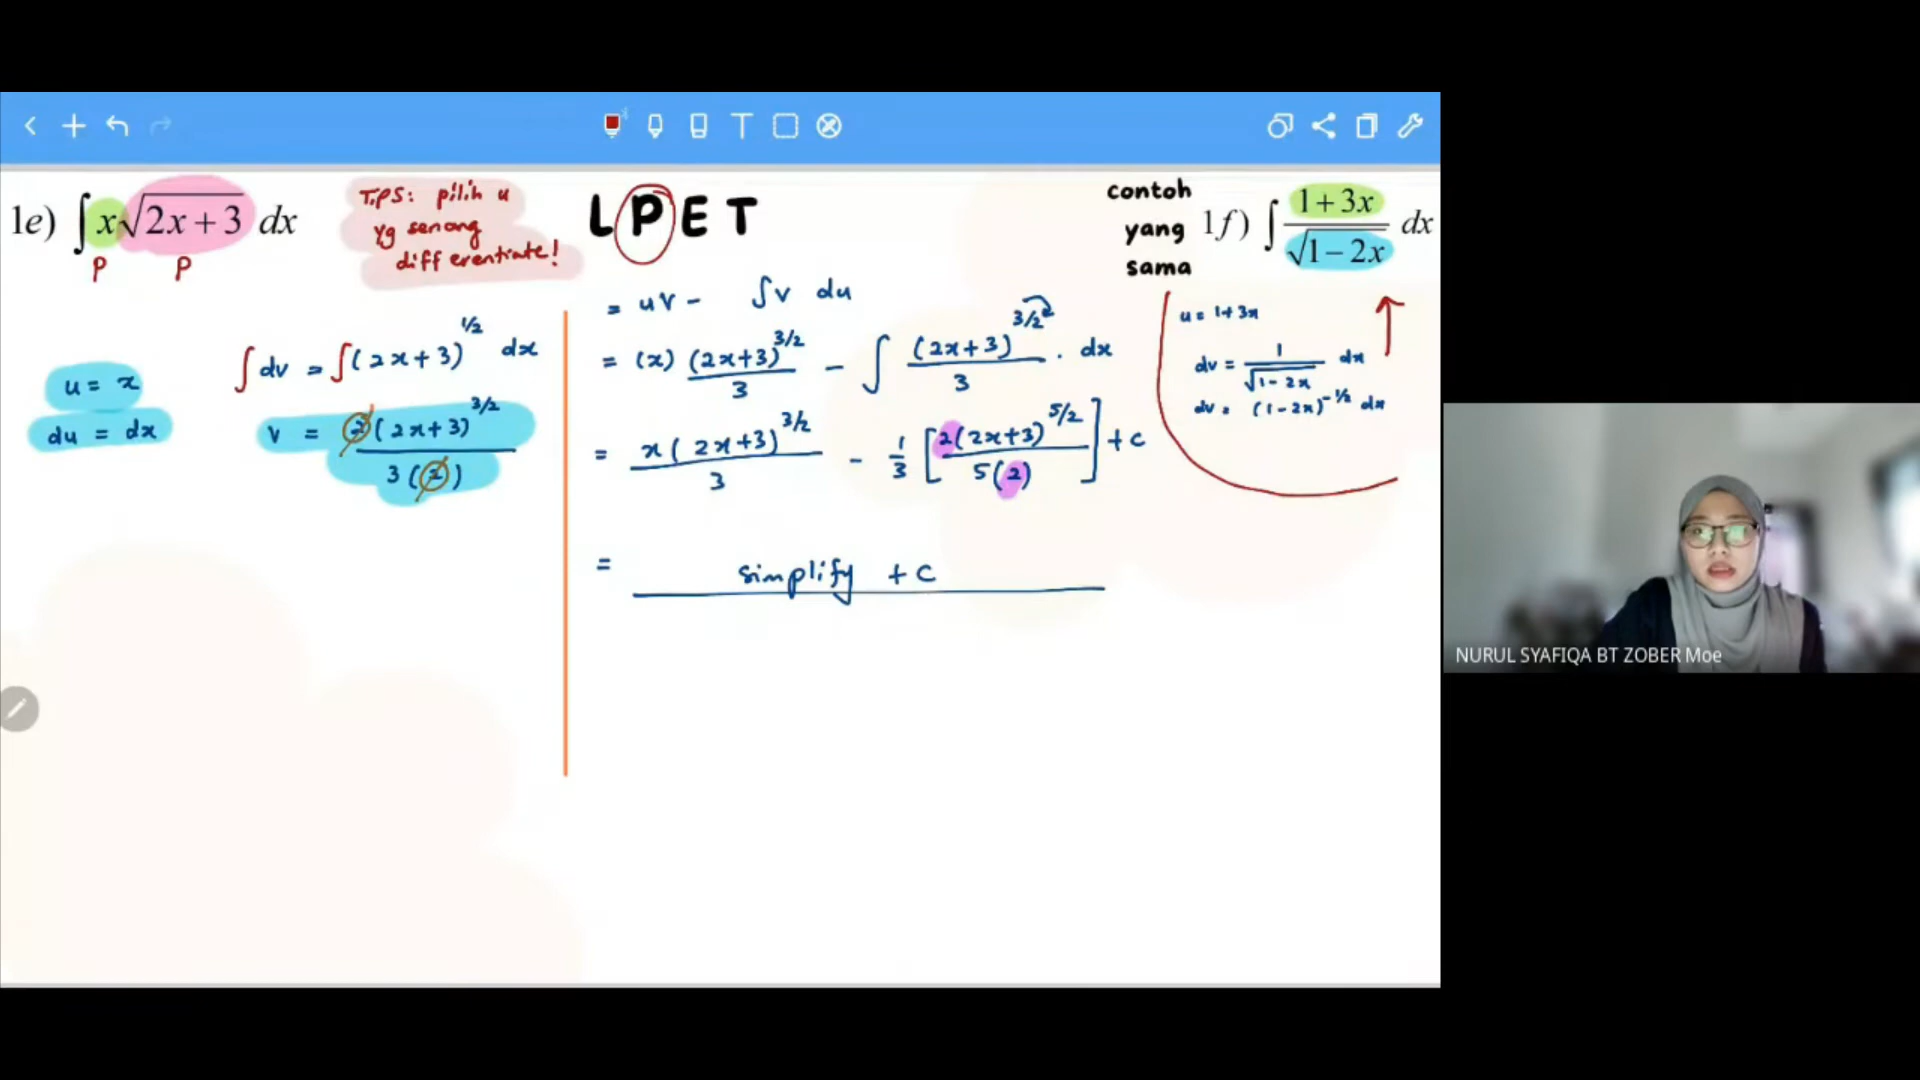 1e) ∫ x√(2x + 3) dx
P P
TIPS: pilih u
yg senang
differentiate!
LPET
u = x
du = dx
∫ dv = ∫ (2x+3)^1/2 dx
v = 2(2x+3)^3/2 / 3(2)
= uv - ∫v du
= (x) (2x+3)^3/2 / 3 - ∫ (2x+3)^3/2 / 3 . dx
= x(2x+3)^3/2 / 3 - 1/3 [ 2(2x+3)^5/2 / 5(2) ] + c
= simplify + c
contoh
yang
sama
1f) ∫ (1 + 3x) / √(1 – 2x) dx
u = 1+3x
dv = 1 / √(1-2x) dx
dv = (1-2x)^-1/2 dx
NURUL SYAFIQA BT ZOBER Moe